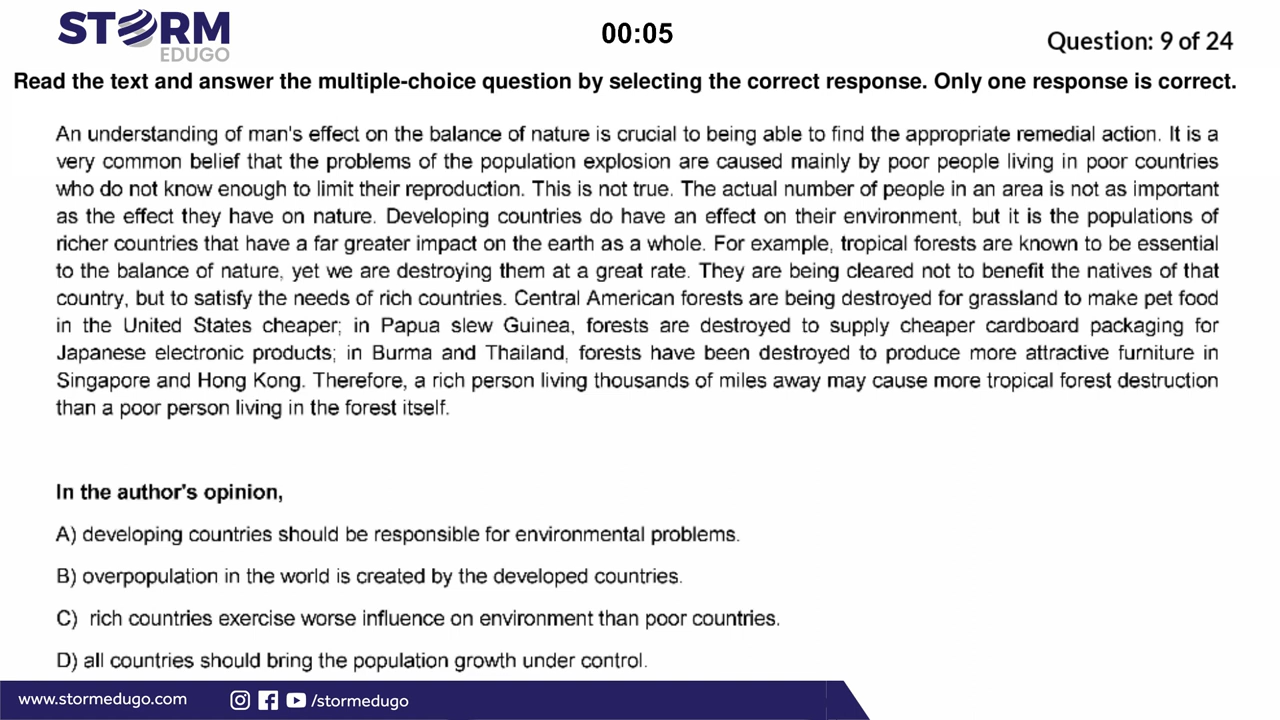 STORM
EDUGO
00:05
Question: 9 of 24
Read the text and answer the multiple-choice question by selecting the correct response. Only one response is correct.
An understanding of man's effect on the balance of nature is crucial to being able to find the appropriate remedial action. It is a
very common belief that the problems of the population explosion are caused mainly by poor people living in poor countries
who do not know enough to limit their reproduction. This is not true. The actual number of people in an area is not as important
as the effect they have on nature. Developing countries do have an effect on their environment, but it is the populations of
richer countries that have a far greater impact on the earth as a whole. For example, tropical forests are known to be essential
to the balance of nature, yet we are destroying them at a great rate. They are being cleared not to benefit the natives of that
country, but to satisfy the needs of rich countries. Central American forests are being destroyed for grassland to make pet food
in the United States cheaper; in Papua slew Guinea, forests are destroyed to supply cheaper cardboard packaging for
Japanese electronic products; in Burma and Thailand, forests have been destroyed to produce more attractive furniture in
Singapore and Hong Kong. Therefore, a rich person living thousands of miles away may cause more tropical forest destruction
than a poor person living in the forest itself.
In the author's opinion,
A) developing countries should be responsible for environmental problems.
B) overpopulation in the world is created by the developed countries.
C) rich countries exercise worse influence on environment than poor countries.
D) all countries should bring the population growth under control.
www.stormedugo.com
/stormedugo